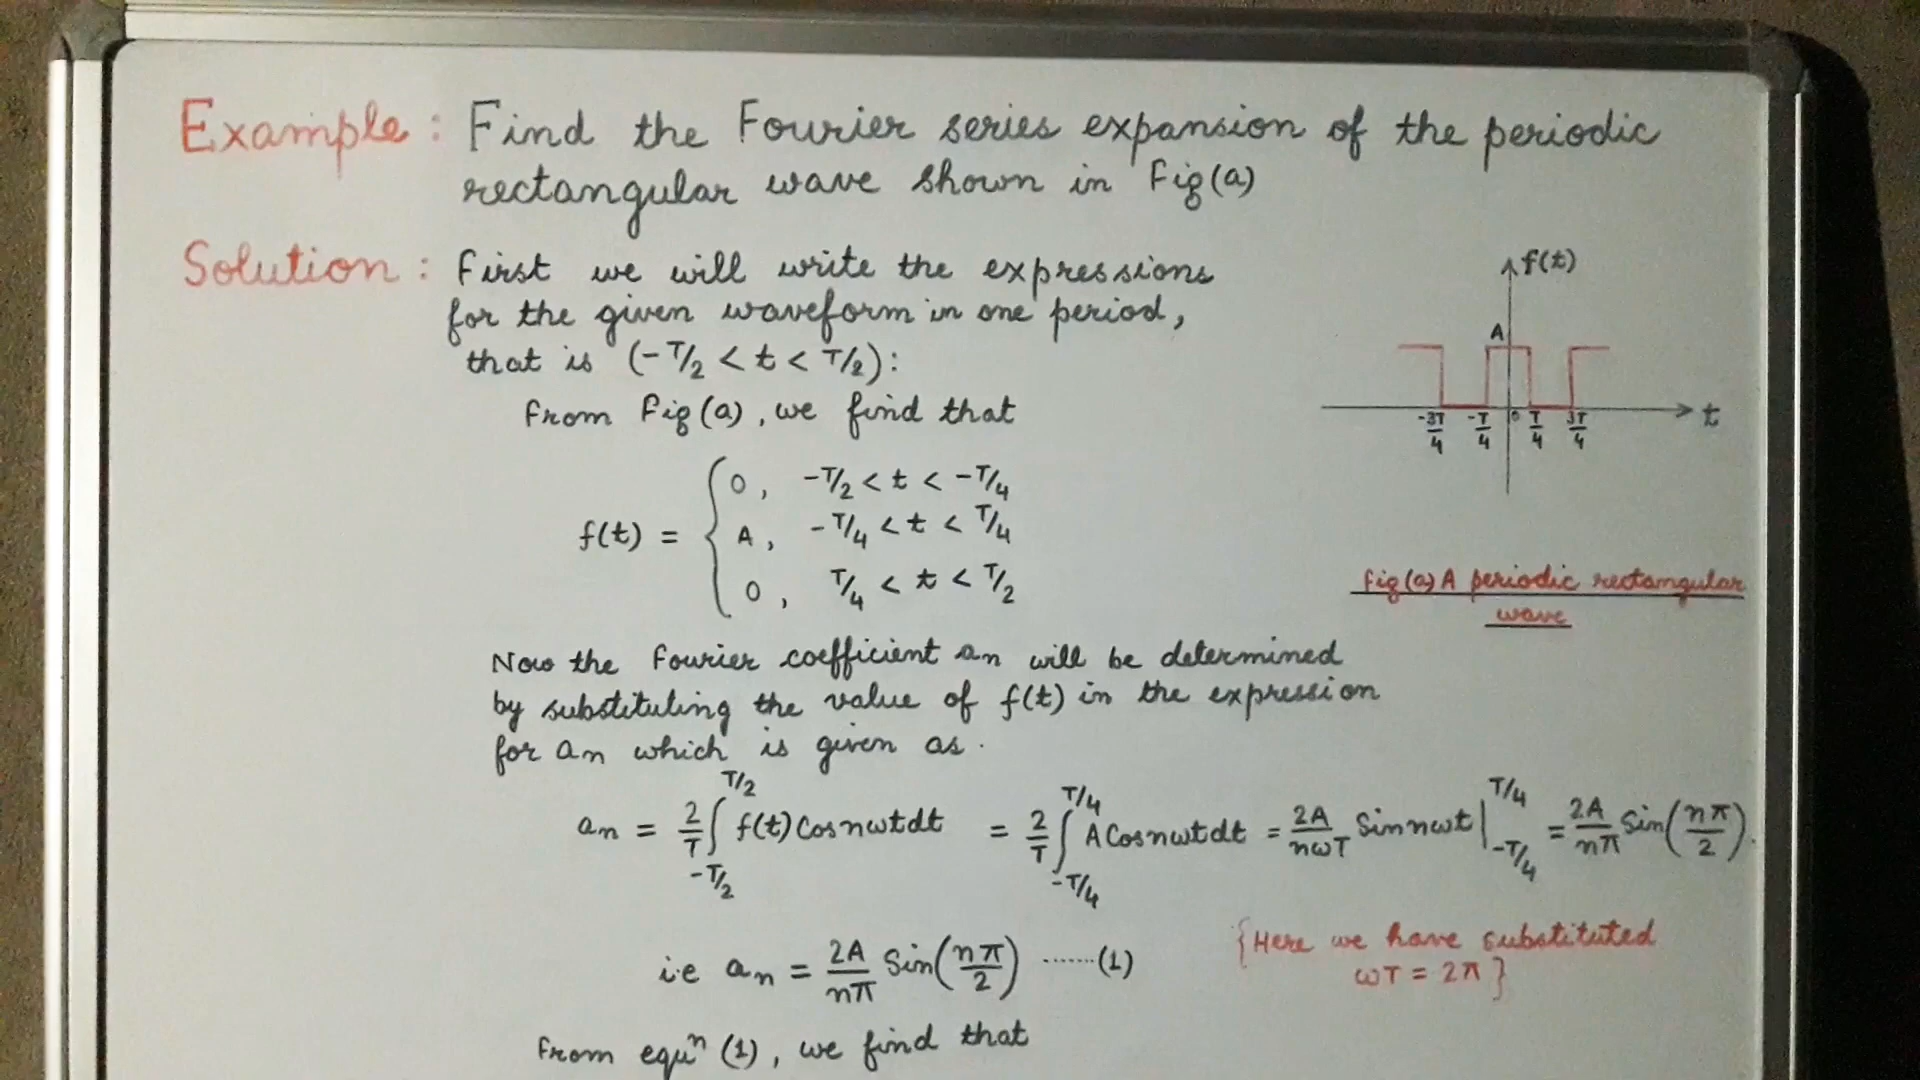 Example: Find the Fourier series expansion of the periodic
rectangular wave shown in Fig(a)
Solution: First we will write the expressions
for the given waveform in one period,
that is (-T/2 < t < T/2):
From Fig(a), we find that
f(t) = { 0, -T/2 < t < -T/4
A, -T/4 < t < T/4
0, T/4 < t < T/2
f(t)
A
-3T/4 -T/4 0 T/4 3T/4 t
Fig(a) A periodic rectangular
wave
Now the Fourier coefficient an will be determined
by substituting the value of f(t) in the expression
for an which is given as.
an = 2/T ∫_{-T/2}^{T/2} f(t) Cos nωt dt = 2/T ∫_{-T/4}^{T/4} A Cos nωt dt = 2A/nωT Sin nωt |_{-T/4}^{T/4} = 2A/nπ Sin(nπ/2).
i.e an = 2A/nπ Sin(nπ/2) ......(1)
{Here we have substituted
ωT = 2π}
From equⁿ (1), we find that